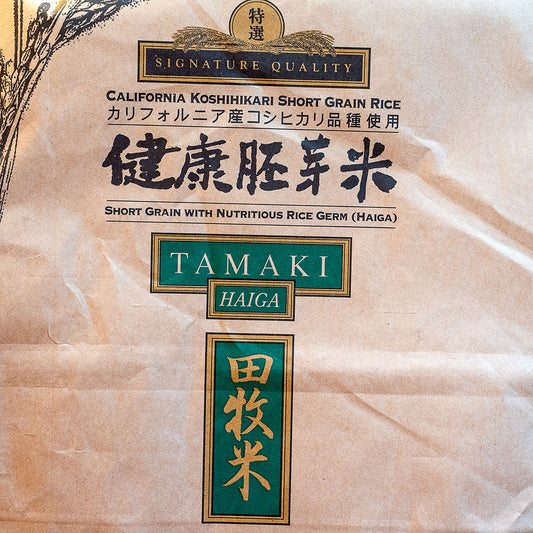 特選
SIGNATURE QUALITY
CALIFORNIA KOSHIHIKARI SHORT GRAIN RICE
カリフォルニア産コシヒカリ品種使用
健康胚芽米
SHORT GRAIN WITH NUTRITIOUS RICE GERM (HAIGA)
TAMAKI
HAIGA
田牧米